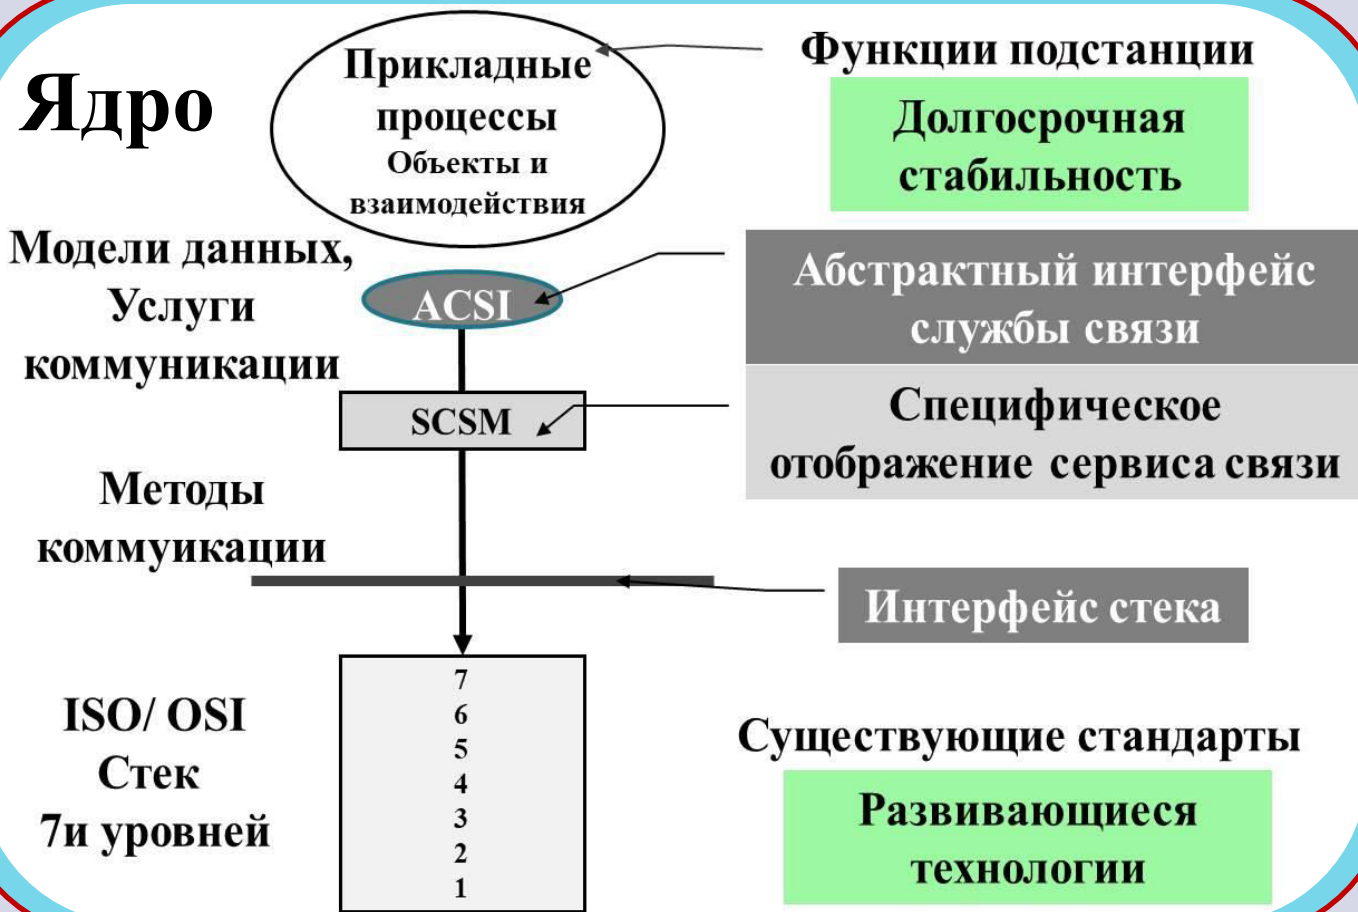 Ядро
Прикладные
процессы
Объекты и
взаимодействия
Функции подстанции
Долгосрочная
стабильность
Модели данных,
Услуги
коммуникации
ACSI
Абстрактный интерфейс
службы связи
SCSM
Специфическое
отображение сервиса связи
Методы
коммуикации
Интерфейс стека
ISO/ OSI
Стек
7и уровней
7
6
5
4
3
2
1
Существующие стандарты
Развивающиеся
технологии